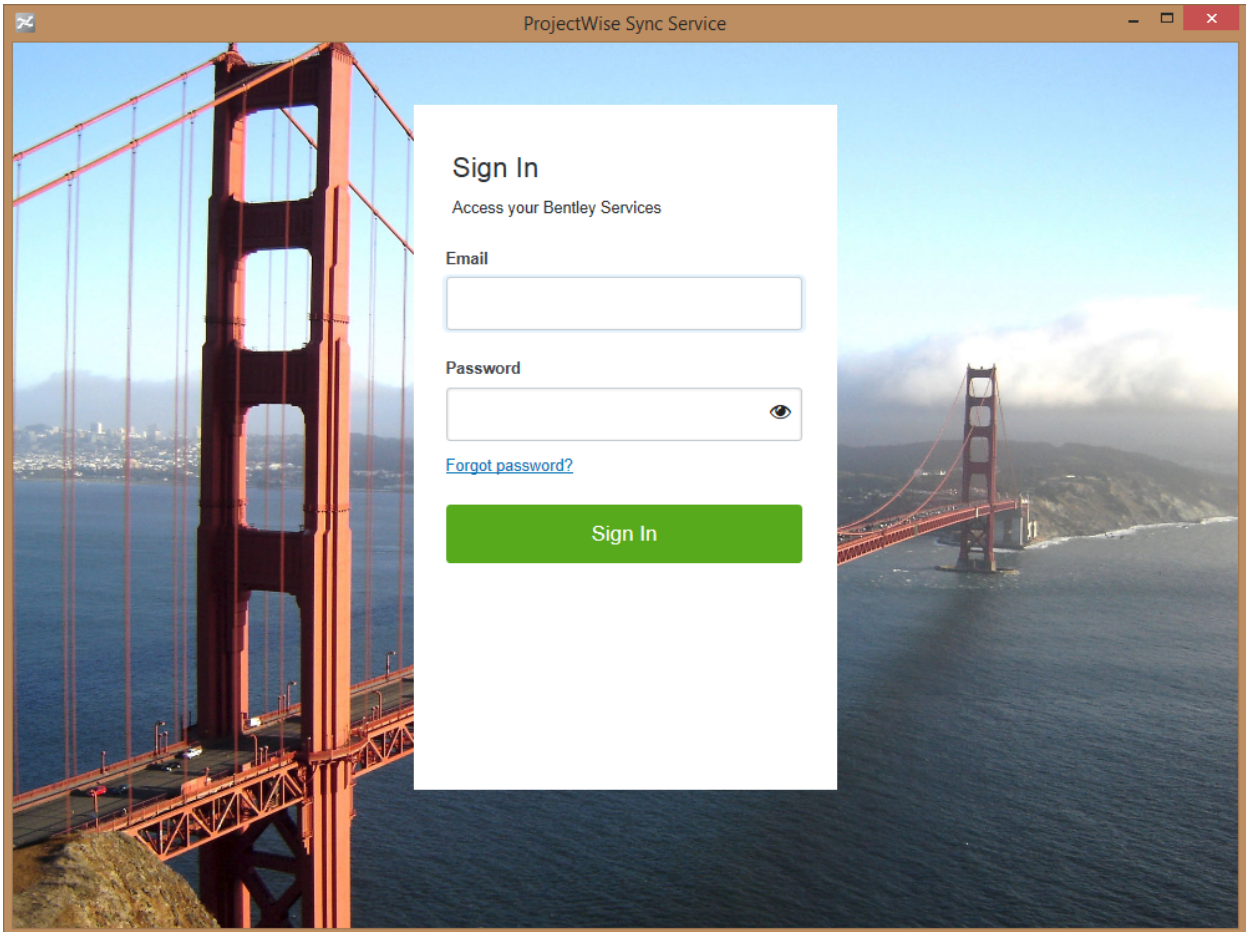 ProjectWise Sync Service
Sign In
Access your Bentley Services
Email
Password
Forgot password?
Sign In